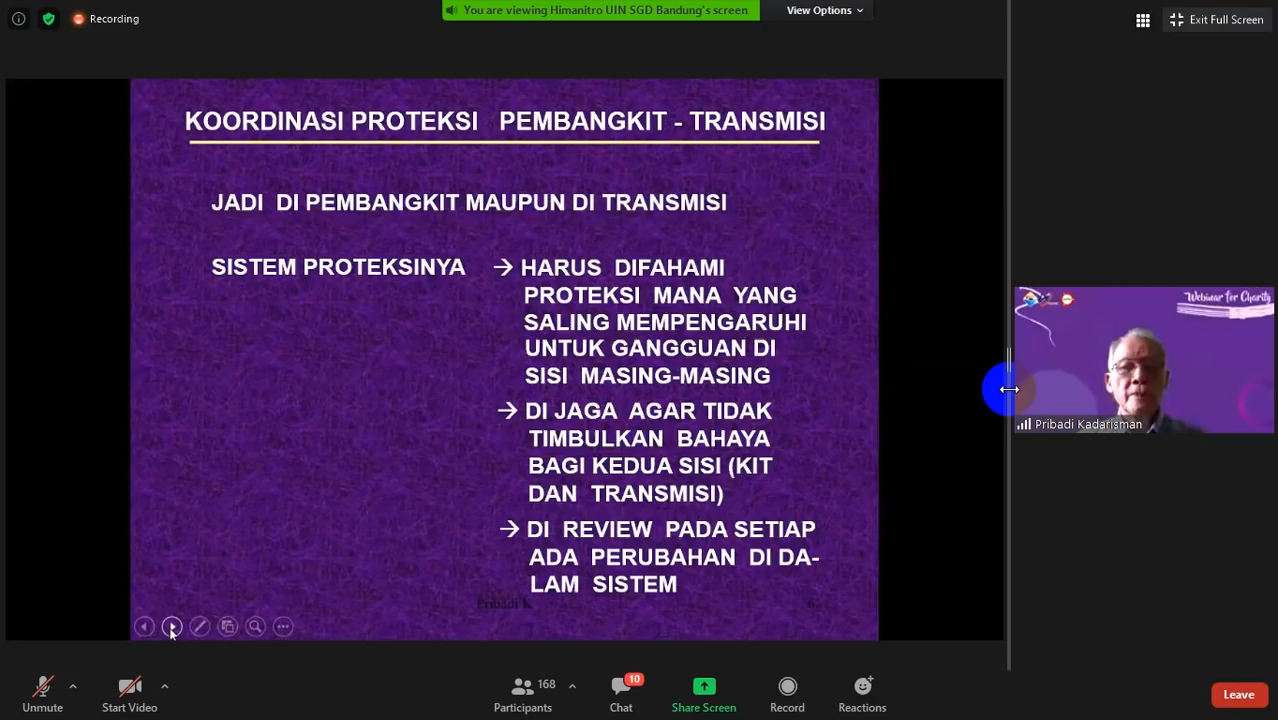 Recording
You are viewing Himanitro UIN SGD Bandung's screen
View Options
Exit Full Screen
KOORDINASI PROTEKSI PEMBANGKIT - TRANSMISI
JADI DI PEMBANGKIT MAUPUN DI TRANSMISI
SISTEM PROTEKSINYA → HARUS DIFAHAMI
PROTEKSI MANA YANG
SALING MEMPENGARUHI
UNTUK GANGGUAN DI
SISI MASING-MASING
→ DI JAGA AGAR TIDAK
TIMBULKAN BAHAYA
BAGI KEDUA SISI (KIT
DAN TRANSMISI)
→ DI REVIEW PADA SETIAP
ADA PERUBAHAN DI DA-
LAM SISTEM
Pribadi K
Webinar for Charity
Pribadi Kadarisman
Unmute
Start Video
168
Participants
10
Chat
Share Screen
Record
Reactions
Leave